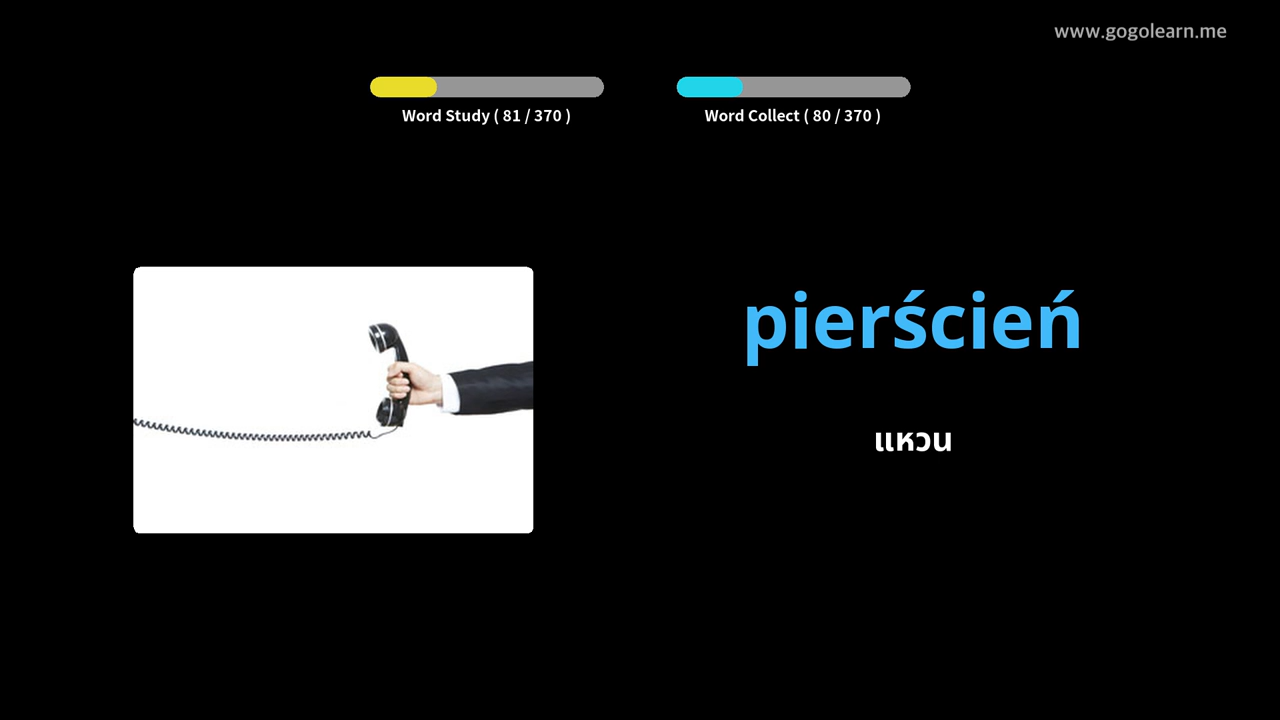 www.gogolearn.me
Word Study ( 81 / 370 )
Word Collect ( 80 / 370 )
pierścień
แหวน